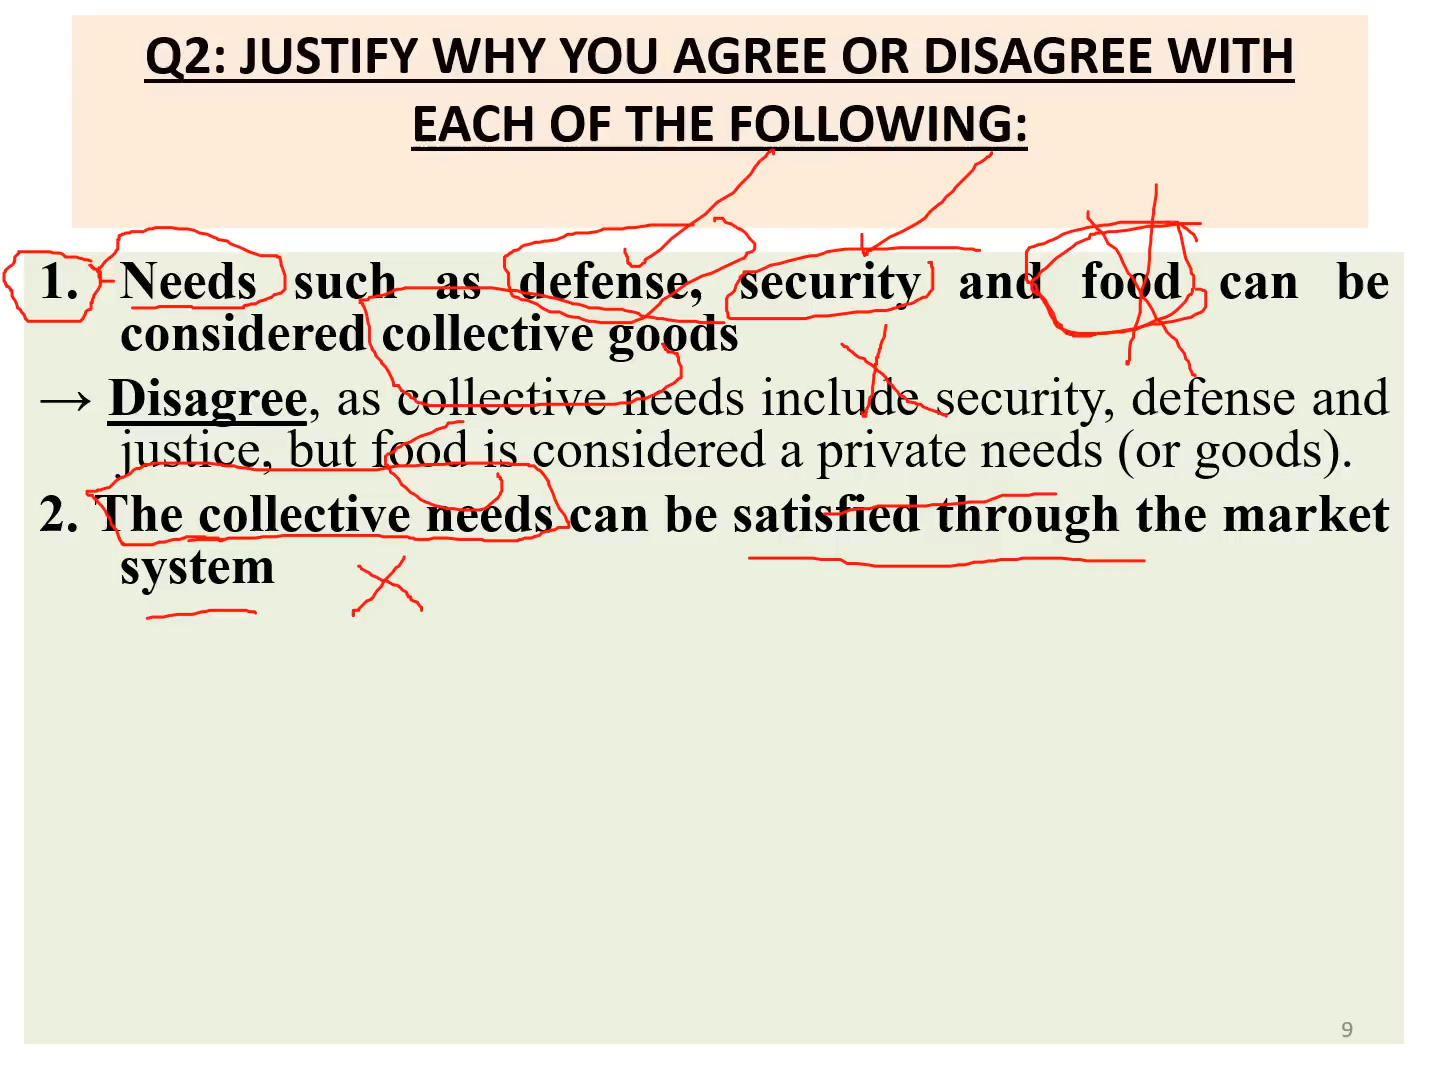 Q2: JUSTIFY WHY YOU AGREE OR DISAGREE WITH
EACH OF THE FOLLOWING:
1. Needs such as defense, security and food can be
considered collective goods
→ Disagree, as collective needs include security, defense and
justice, but food is considered a private needs (or goods).
2. The collective needs can be satisfied through the market
system
9